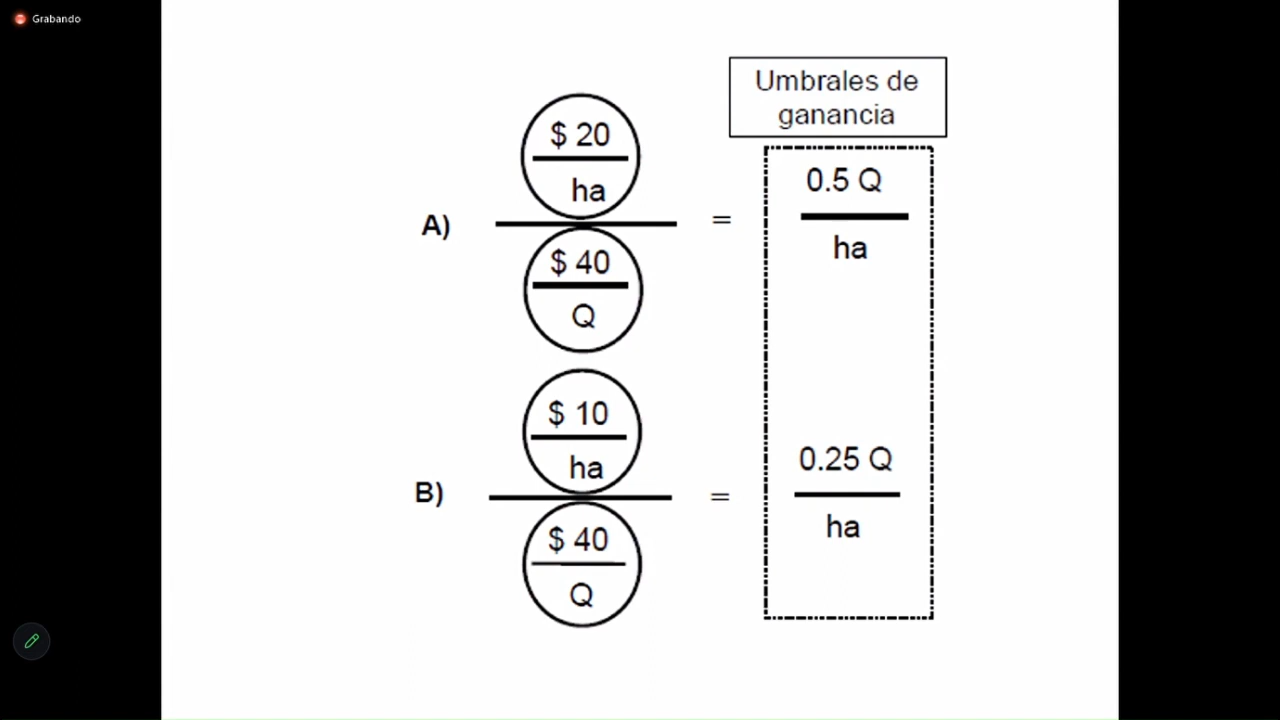 Grabando
Umbrales de
ganancia
$ 20
ha
A)
=
0.5 Q
ha
$ 40
Q
$ 10
ha
B)
=
0.25 Q
ha
$ 40
Q